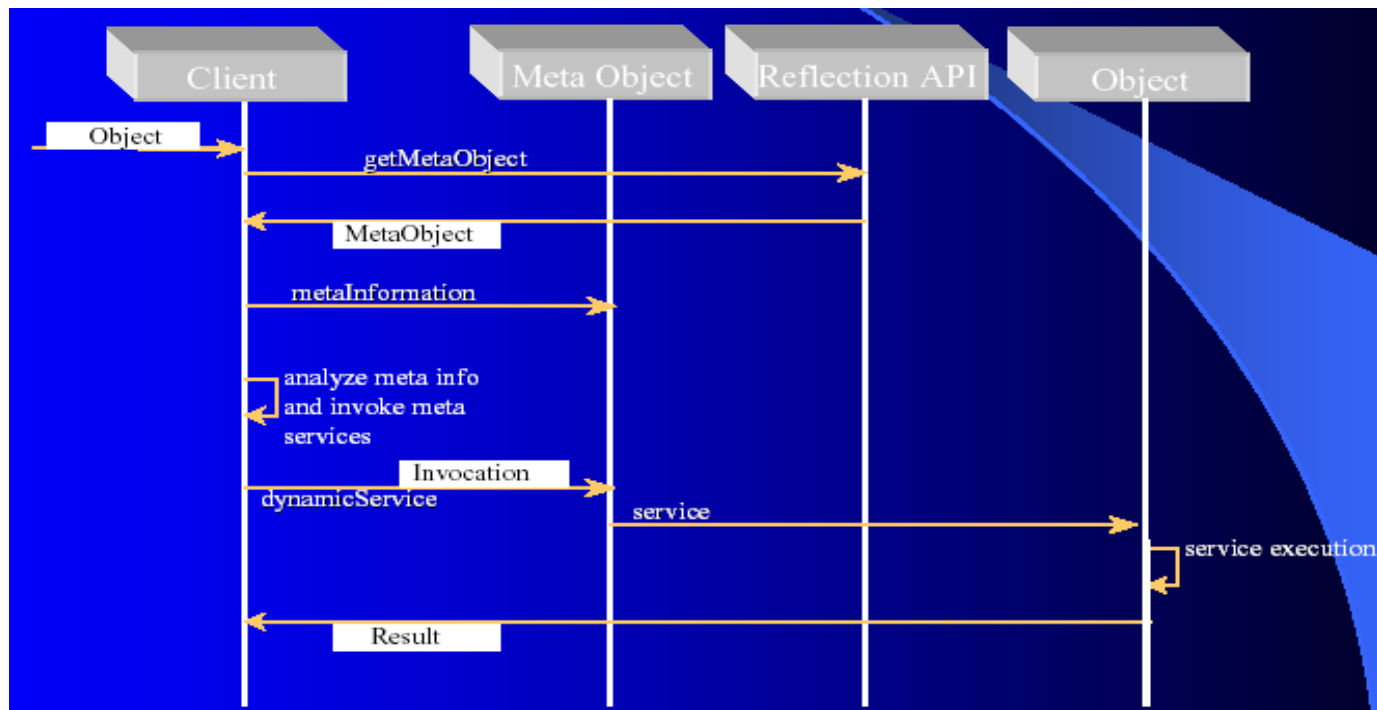 Client
Meta Object
Reflection API
Object
Object
getMetaObject
MetaObject
metaInformation
analyze meta info
and invoke meta
services
Invocation
dynamicService
service
service execution
Result